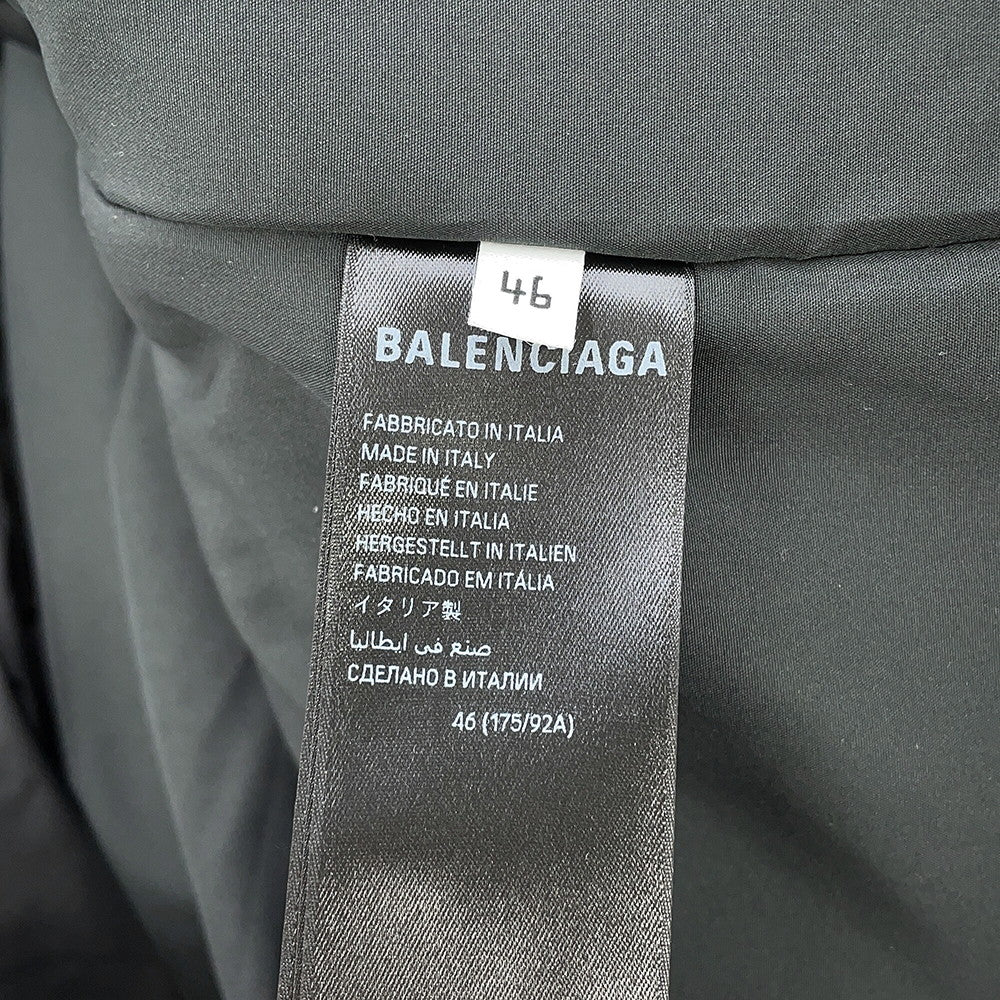 46
BALENCIAGA
FABBRICATO IN ITALIA
MADE IN ITALY
FABRIQUÉ EN ITALIE
HECHO EN ITALIA
HERGESTELLT IN ITALIEN
FABRICADO EM ITÁLIA
イタリア製
صنع في ايطاليا
СДЕЛАНО В ИТАЛИИ
46 (175/92A)